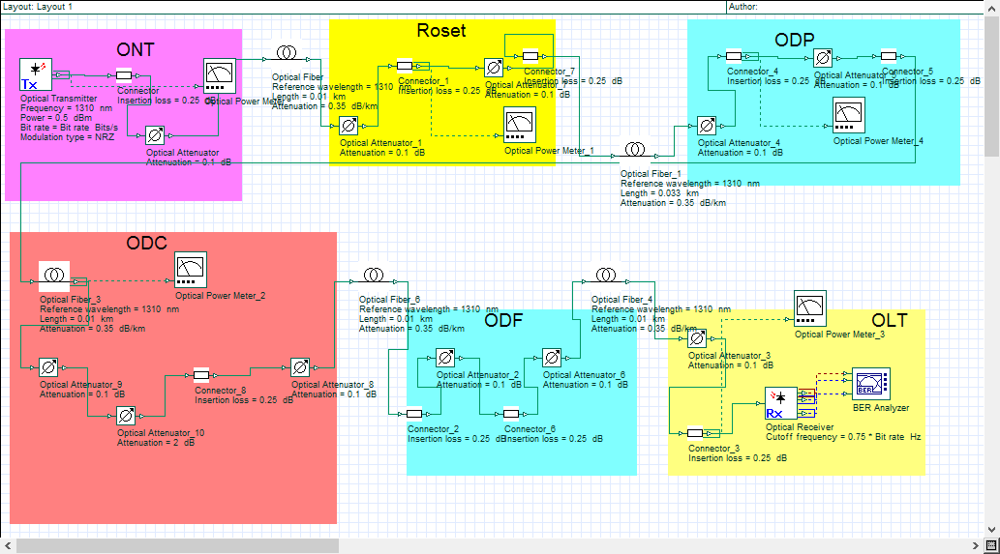 Layout: Layout 1
Author:
ONT
Tx
Optical Transmitter
Frequency = 1310 nm
Power = 0.5 dBm
Bit rate = Bit rate Bits/s
Modulation type = NRZ
Connector
Insertion loss = 0.25 dB
Optical Power Meter
Optical Attenuator
Attenuation = 0.1 dB
Optical Fiber
Reference wavelength = 1310 nm
Length = 0.01 km
Attenuation = 0.35 dB/km
Roset
Connector_1
Insertion loss = 0.25 dB
Connector_7
Insertion loss = 0.25 dB
Attenuation = 0.1 dB
Optical Attenuator_1
Attenuation = 0.1 dB
Optical Power Meter_1
Optical Fiber_1
Reference wavelength = 1310 nm
Length = 0.033 km
Attenuation = 0.35 dB/km
ODP
Connector_4
Insertion loss = 0.25 dB
Attenuation = 0.1 dB
Connector_5
Insertion loss = 0.25 dB
Optical Attenuator_4
Attenuation = 0.1 dB
Optical Power Meter_4
ODC
Optical Fiber_3
Reference wavelength = 1310 nm
Length = 0.01 km
Attenuation = 0.35 dB/km
Optical Power Meter_2
Optical Attenuator_9
Attenuation = 0.1 dB
Connector_8
Insertion loss = 0.25 dB
Optical Attenuator_8
Attenuation = 0.1 dB
Optical Attenuator_10
Attenuation = 2 dB
Optical Fiber_6
Reference wavelength = 1310 nm
Length = 0.01 km
Attenuation = 0.35 dB/km
ODF
Optical Attenuator_2
Attenuation = 0.1 dB
Optical Attenuator_6
Attenuation = 0.1 dB
Connector_2
Insertion loss = 0.25 dB
Connector_6
Insertion loss = 0.25 dB
Optical Fiber_4
Reference wavelength = 1310 nm
Length = 0.01 km
Attenuation = 0.35 dB/km
OLT
Optical Power Meter_3
Optical Attenuator_3
Attenuation = 0.1 dB
BER
BER Analyzer
Rx
Optical Receiver
Cutoff frequency = 0.75 * Bit rate Hz
Connector_3
Insertion loss = 0.25 dB